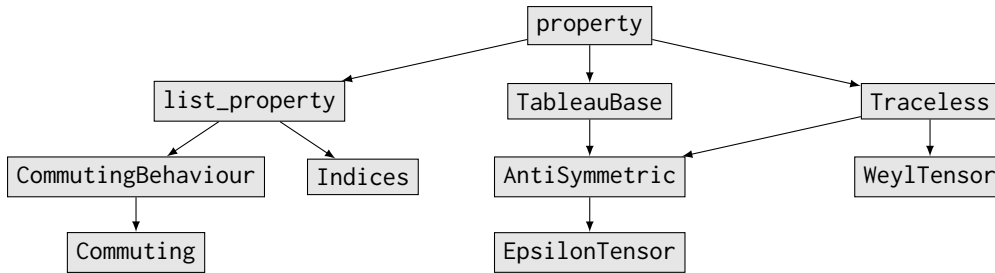 property
list_property
TableauBase
Traceless
CommutingBehaviour
Indices
AntiSymmetric
WeylTensor
Commuting
EpsilonTensor